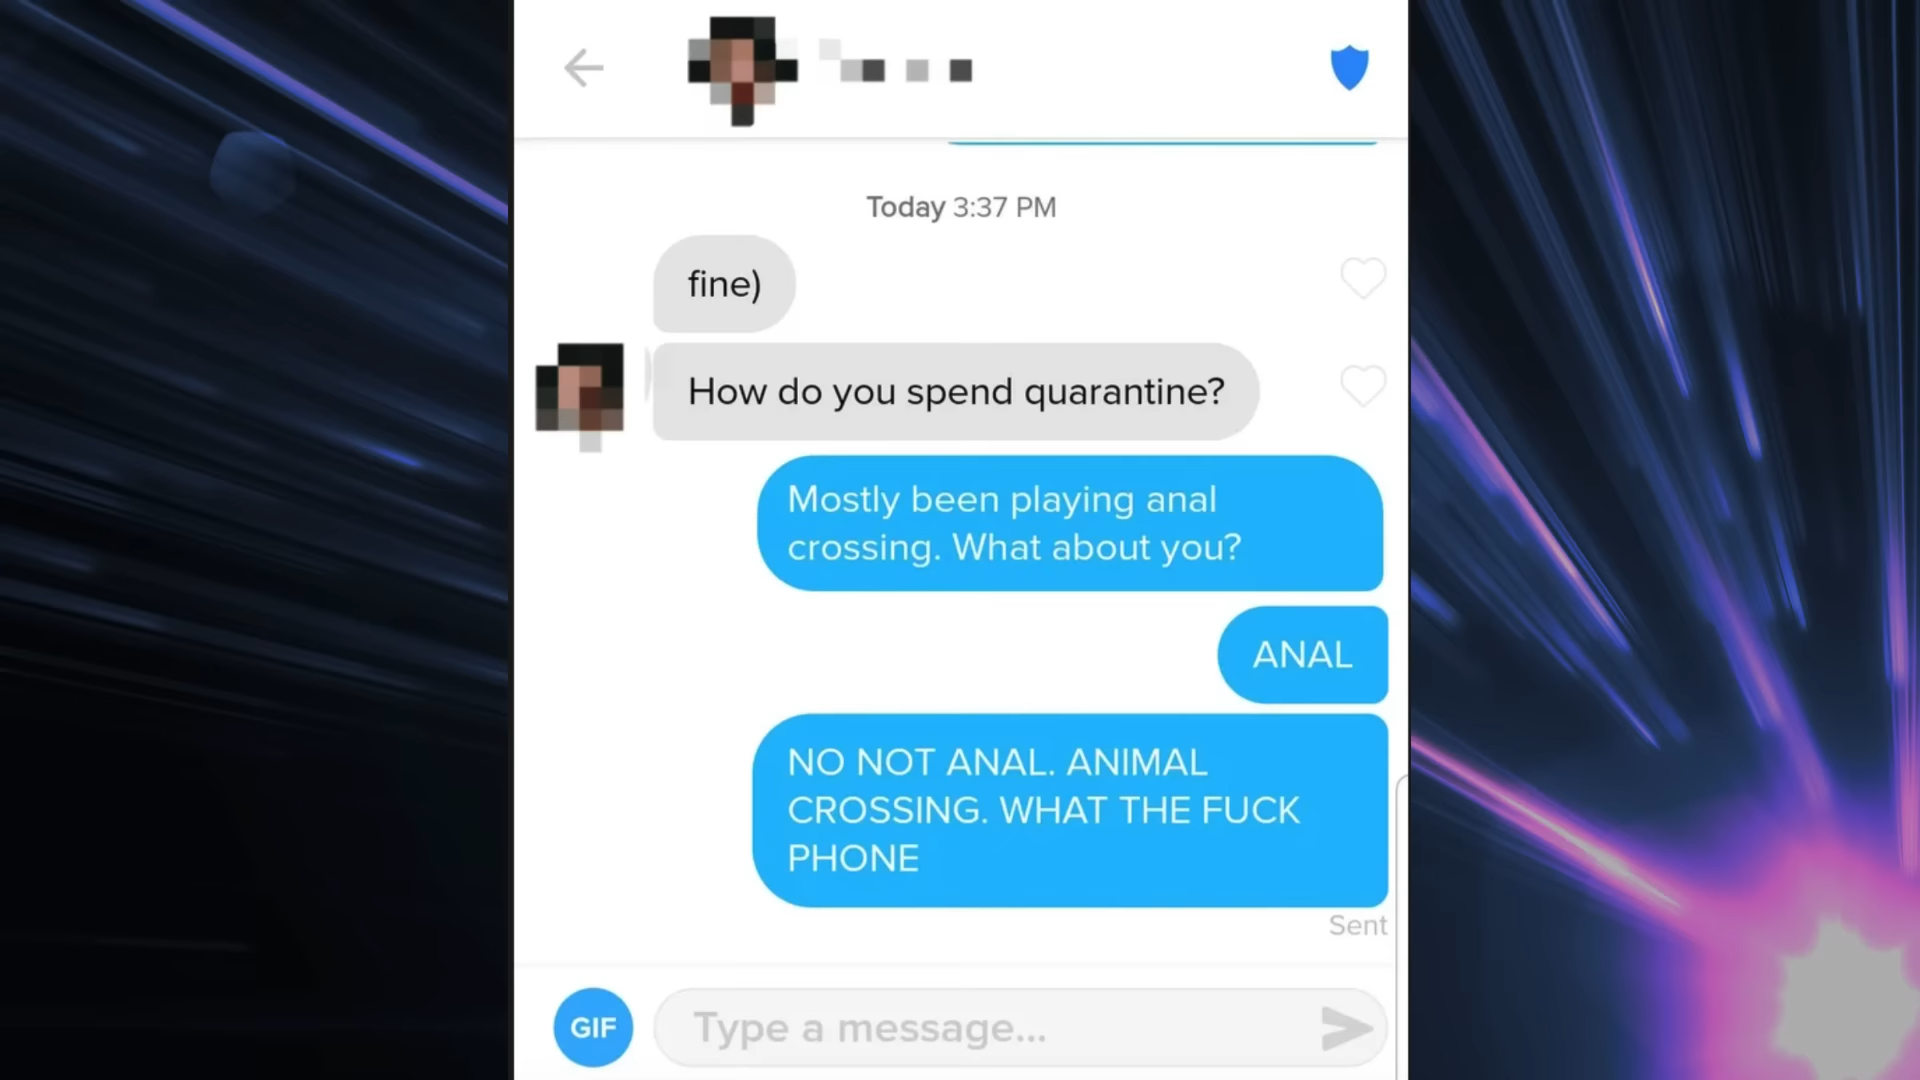 Today 3:37 PM
fine)
How do you spend quarantine?
Mostly been playing anal
crossing. What about you?
ANAL
NO NOT ANAL. ANIMAL
CROSSING. WHAT THE FUCK
PHONE
Sent
GIF
Type a message...